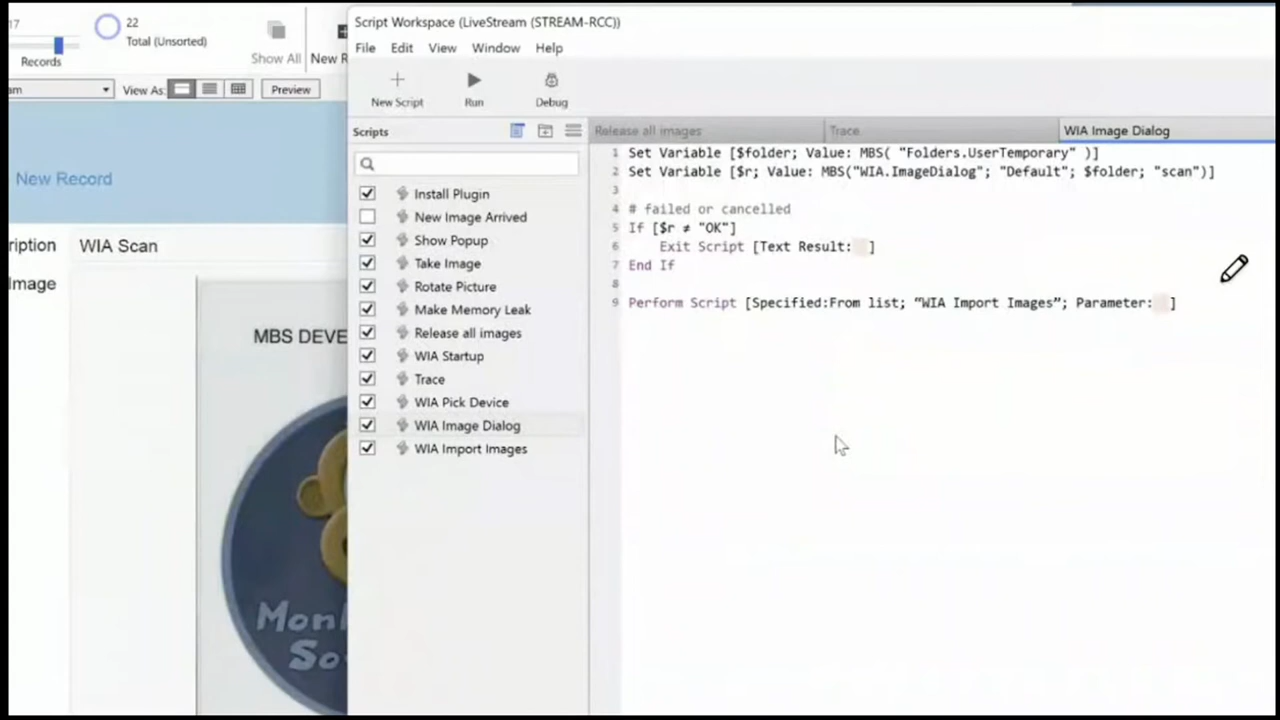 17
22
Total (Unsorted)
Records
Show All
New R
am
View As:
Preview
New Record
ription
WIA Scan
Image
MBS DEVE
Monk
So
Script Workspace (LiveStream (STREAM-RCC))
File Edit View Window Help
New Script Run Debug
Scripts
Install Plugin
New Image Arrived
Show Popup
Take Image
Rotate Picture
Make Memory Leak
Release all images
WIA Startup
Trace
WIA Pick Device
WIA Image Dialog
WIA Import Images
Release all images Trace WIA Image Dialog
1 Set Variable [$folder; Value: MBS( "Folders.UserTemporary" )]
2 Set Variable [$r; Value: MBS("WIA.ImageDialog"; "Default"; $folder; "scan")]
3
4 # failed or cancelled
5 If [$r ≠ "OK"]
6 Exit Script [Text Result: ]
7 End If
8
9 Perform Script [Specified:From list; “WIA Import Images”; Parameter: ]